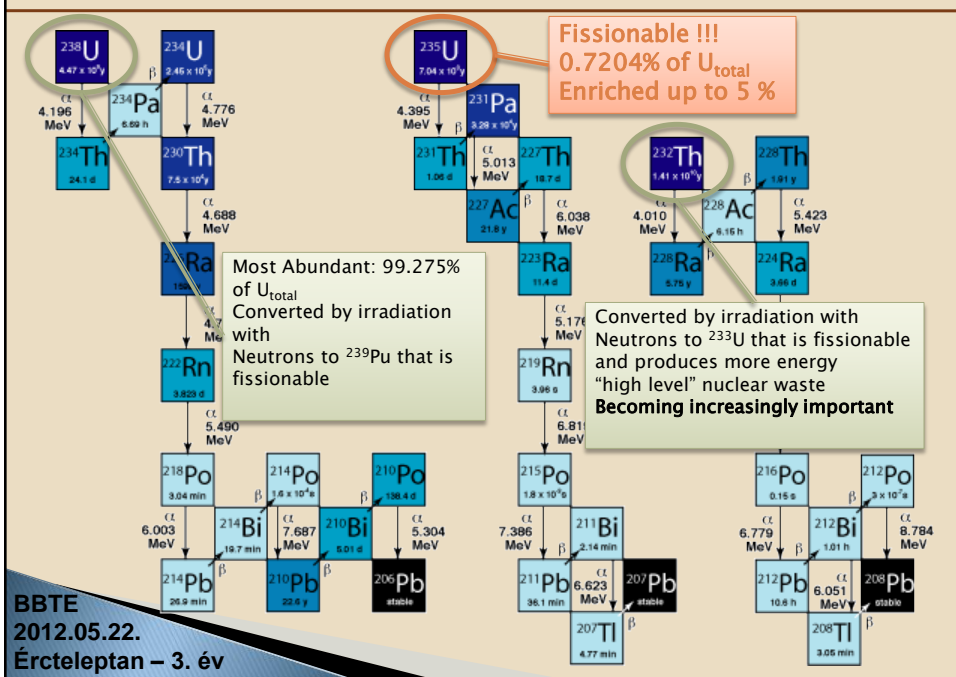 238U
4.47 x 10⁹y
234U
2.45 x 10⁵y
β
234Pa
6.69 h
α
4.196
MeV
α
4.776
MeV
234Th
24.1 d
230Th
7.5 x 10⁴y
α
4.688
MeV
Ra
222Rn
3.823 d
α
5.490
MeV
218Po
3.04 min
214Po
1.6 x 10⁻⁴s
210Po
138.4 d
β
β
α
6.003
MeV
214Bi
19.7 min
α
7.687
MeV
210Bi
5.01 d
α
5.304
MeV
214Pb
26.9 min
β
210Pb
22.6 y
β
206Pb
stable
Most Abundant: 99.275%
of Utotal
Converted by irradiation
with
Neutrons to ²³⁹Pu that is
fissionable
235U
Fissionable !!!
0.7204% of Utotal
Enriched up to 5 %
α
4.395
MeV
β
231Pa
3.28 x 10⁴y
231Th
1.06 d
α
5.013
MeV
227Th
18.7 d
227Ac
21.8 y
β
α
6.038
MeV
223Ra
11.4 d
α
219Rn
3.96 s
α
MeV
215Po
α
7.386
MeV
211Bi
2.14 min
β
211Pb
36.1 min
α
6.623
MeV
207Pb
stable
207Tl
4.77 min
β
232Th
1.41 x 10¹⁰y
228Th
1.91 y
β
α
4.010
MeV
228Ac
6.15 h
α
5.423
MeV
228Ra
5.75 y
β
224Ra
3.66 d
Converted by irradiation with
Neutrons to ²³³U that is fissionable
and produces more energy
“high level” nuclear waste
Becoming increasingly important
216Po
0.15 s
212Po
3 x 10⁻⁷s
β
α
6.779
MeV
212Bi
1.01 h
α
8.784
MeV
β
212Pb
10.6 h
α
6.051
MeV
208Pb
stable
208Tl
3.05 min
β
BBTE
2012.05.22.
Ércteleptan – 3. év